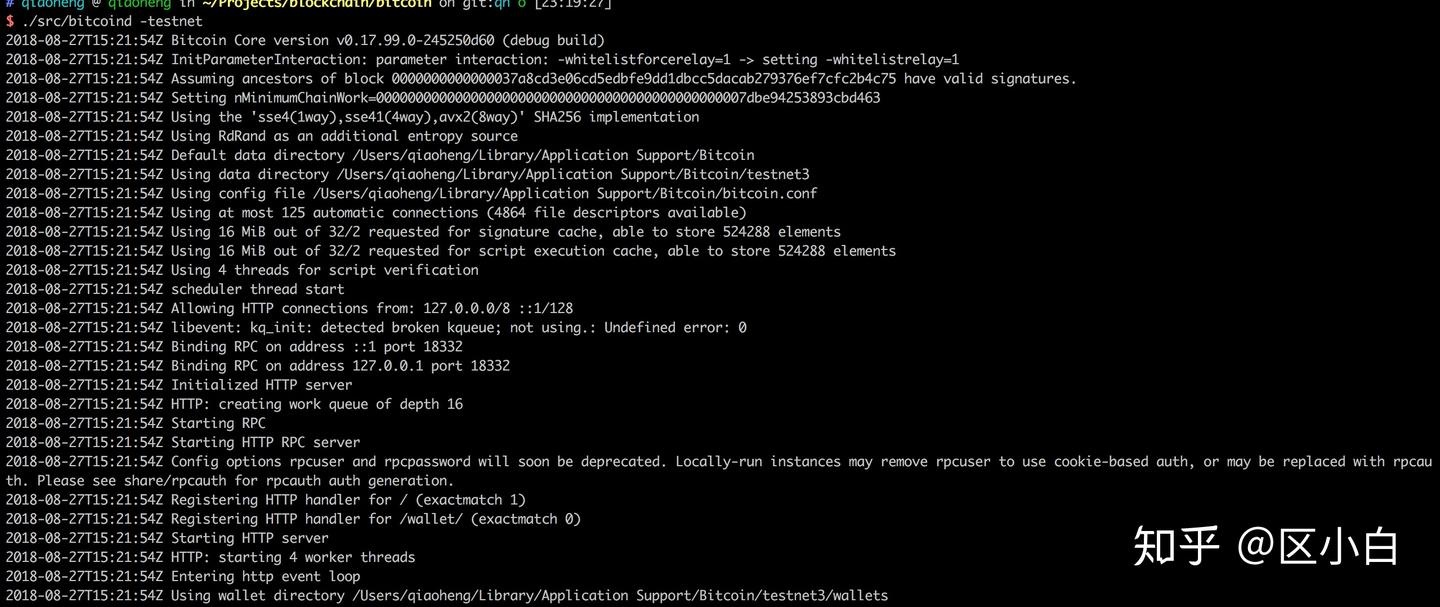 # qiaoheng @ qiaoheng in ~/Projects/blockchain/bitcoin on git:qh o [23:19:27]
$ ./src/bitcoind -testnet
2018-08-27T15:21:54Z Bitcoin Core version v0.17.99.0-245250d60 (debug build)
2018-08-27T15:21:54Z InitParameterInteraction: parameter interaction: -whitelistforcerelay=1 -> setting -whitelistrelay=1
2018-08-27T15:21:54Z Assuming ancestors of block 0000000000000037a8cd3e06cd5edbfe9dd1dbcc5dacab279376ef7cfc2b4c75 have valid signatures.
2018-08-27T15:21:54Z Setting nMinimumChainWork=00000000000000000000000000000000000000000000007dbe94253893cbd463
2018-08-27T15:21:54Z Using the 'sse4(1way),sse41(4way),avx2(8way)' SHA256 implementation
2018-08-27T15:21:54Z Using RdRand as an additional entropy source
2018-08-27T15:21:54Z Default data directory /Users/qiaoheng/Library/Application Support/Bitcoin
2018-08-27T15:21:54Z Using data directory /Users/qiaoheng/Library/Application Support/Bitcoin/testnet3
2018-08-27T15:21:54Z Using config file /Users/qiaoheng/Library/Application Support/Bitcoin/bitcoin.conf
2018-08-27T15:21:54Z Using at most 125 automatic connections (4864 file descriptors available)
2018-08-27T15:21:54Z Using 16 MiB out of 32/2 requested for signature cache, able to store 524288 elements
2018-08-27T15:21:54Z Using 16 MiB out of 32/2 requested for script execution cache, able to store 524288 elements
2018-08-27T15:21:54Z Using 4 threads for script verification
2018-08-27T15:21:54Z scheduler thread start
2018-08-27T15:21:54Z Allowing HTTP connections from: 127.0.0.0/8 ::1/128
2018-08-27T15:21:54Z libevent: kq_init: detected broken kqueue; not using.: Undefined error: 0
2018-08-27T15:21:54Z Binding RPC on address ::1 port 18332
2018-08-27T15:21:54Z Binding RPC on address 127.0.0.1 port 18332
2018-08-27T15:21:54Z Initialized HTTP server
2018-08-27T15:21:54Z HTTP: creating work queue of depth 16
2018-08-27T15:21:54Z Starting RPC
2018-08-27T15:21:54Z Starting HTTP RPC server
2018-08-27T15:21:54Z Config options rpcuser and rpcpassword will soon be deprecated. Locally-run instances may remove rpcuser to use cookie-based auth, or may be replaced with rpcau
th. Please see share/rpcauth for rpcauth auth generation.
2018-08-27T15:21:54Z Registering HTTP handler for / (exactmatch 1)
2018-08-27T15:21:54Z Registering HTTP handler for /wallet/ (exactmatch 0)
2018-08-27T15:21:54Z Starting HTTP server
2018-08-27T15:21:54Z HTTP: starting 4 worker threads
2018-08-27T15:21:54Z Entering http event loop
2018-08-27T15:21:54Z Using wallet directory /Users/qiaoheng/Library/Application Support/Bitcoin/testnet3/wallets
知乎 @区小白